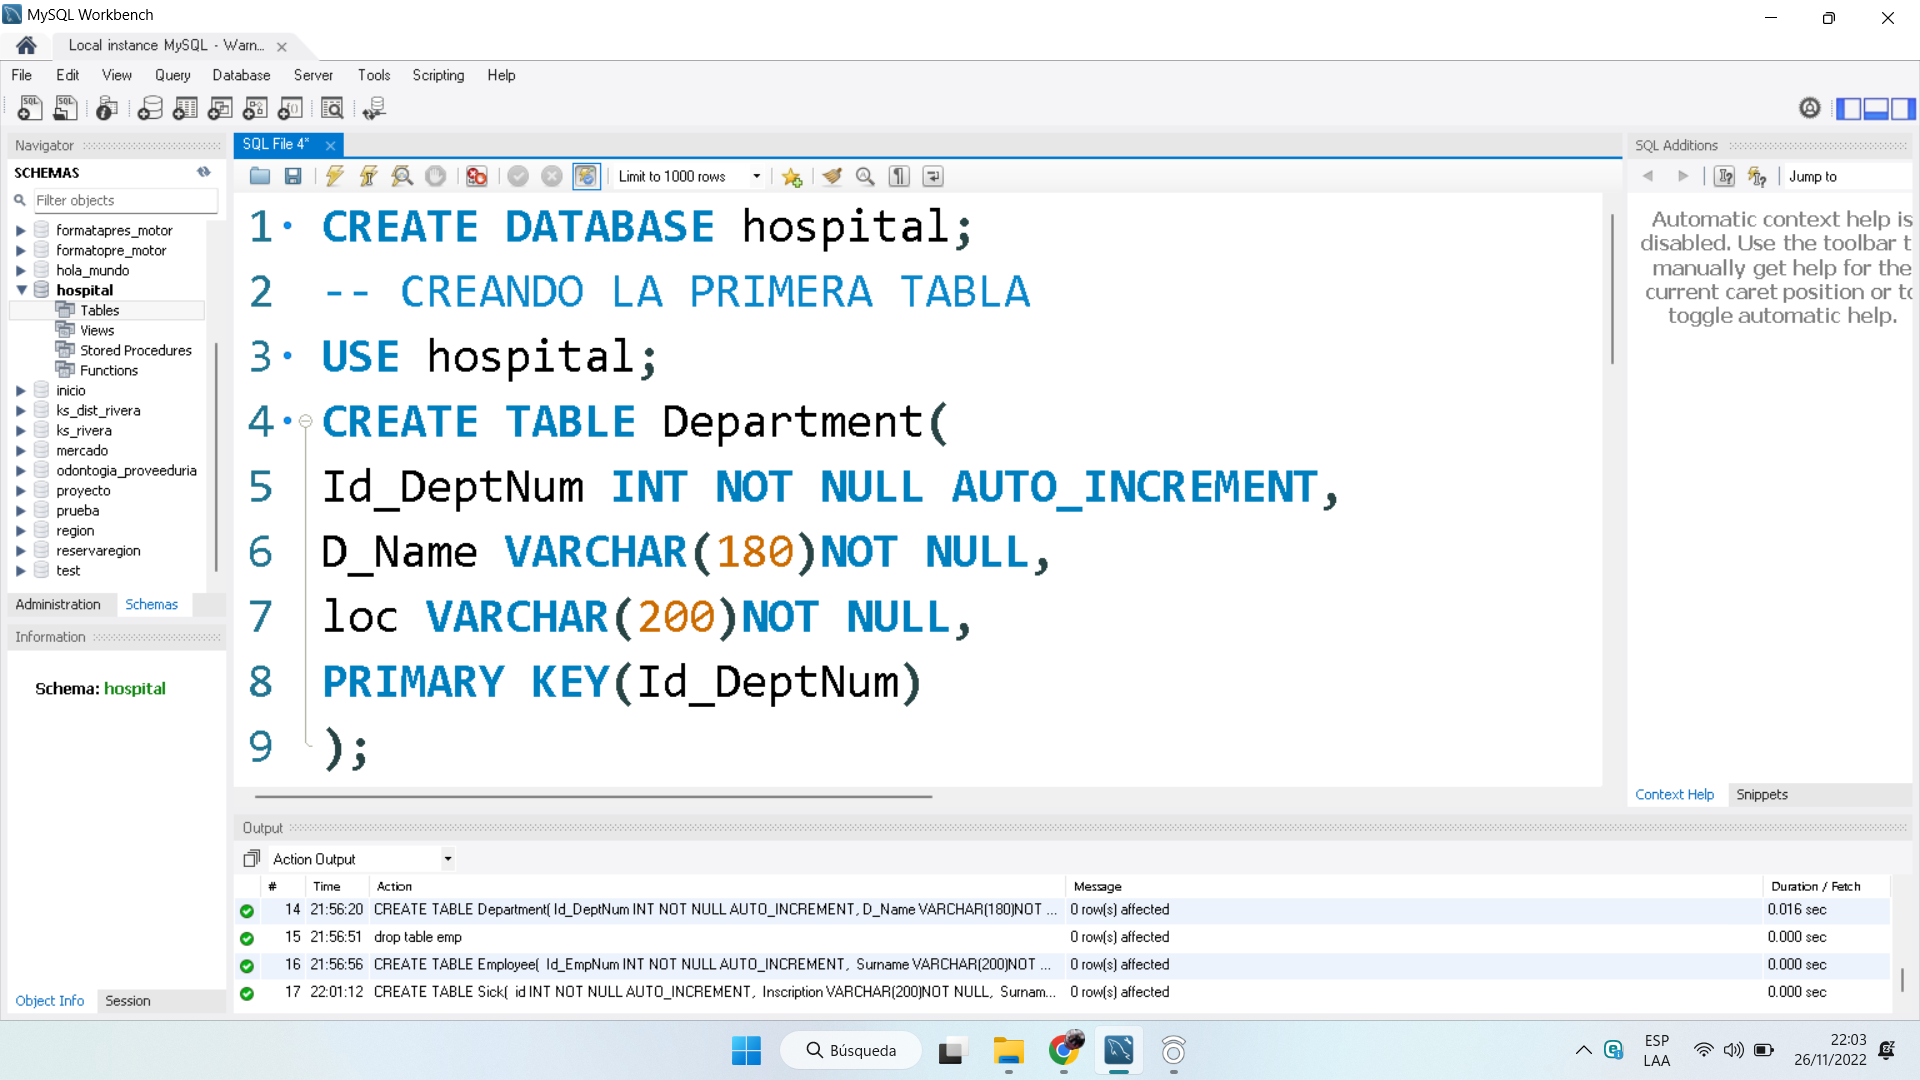 MySQL Workbench
Local instance MySQL - Warn...
File Edit View Query Database Server Tools Scripting Help
Navigator
SCHEMAS
Filter objects
formatapres_motor
formatopre_motor
hola_mundo
hospital
Tables
Views
Stored Procedures
Functions
inicio
ks_dist_rivera
ks_rivera
mercado
odontogia_proveeduria
proyecto
prueba
region
reservaregion
test
Administration Schemas
Information
Schema: hospital
Object Info Session
SQL File 4*
Limit to 1000 rows
1 CREATE DATABASE hospital;
2 -- CREANDO LA PRIMERA TABLA
3 USE hospital;
4 CREATE TABLE Department(
5 Id_DeptNum INT NOT NULL AUTO_INCREMENT,
6 D_Name VARCHAR(180)NOT NULL,
7 loc VARCHAR(200)NOT NULL,
8 PRIMARY KEY(Id_DeptNum)
9 );
SQL Additions
Jump to
Automatic context help is
disabled. Use the toolbar t
manually get help for the
current caret position or to
toggle automatic help.
Context Help Snippets
Output
Action Output
# Time Action Message Duration / Fetch
14 21:56:20 CREATE TABLE Department( Id_DeptNum INT NOT NULL AUTO_INCREMENT, D_Name VARCHAR(180)NOT ... 0 row(s) affected 0.016 sec
15 21:56:51 drop table emp 0 row(s) affected 0.000 sec
16 21:56:56 CREATE TABLE Employee( Id_EmpNum INT NOT NULL AUTO_INCREMENT, Surname VARCHAR(200)NOT ... 0 row(s) affected 0.000 sec
17 22:01:12 CREATE TABLE Sick( id INT NOT NULL AUTO_INCREMENT, Inscription VARCHAR(200)NOT NULL, Surnam... 0 row(s) affected 0.000 sec
Búsqueda
ESP
LAA
22:03
26/11/2022